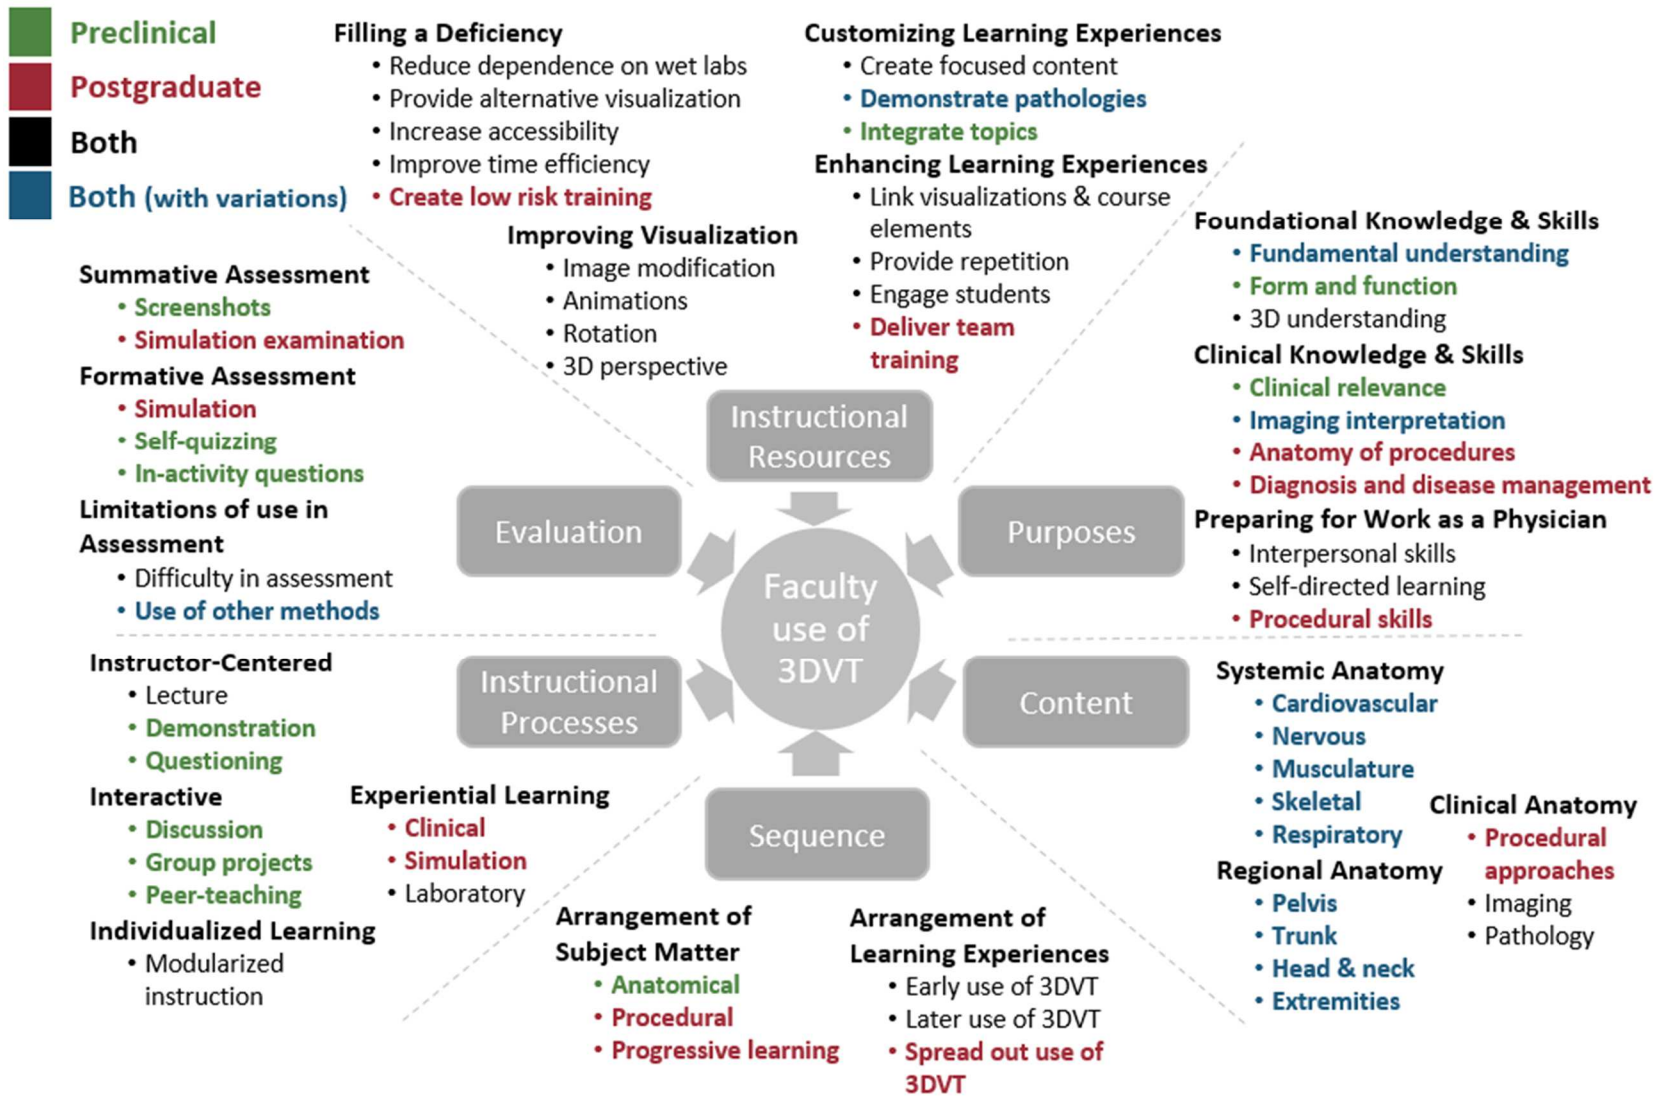 Preclinical
Postgraduate
Both
Both (with variations)
Filling a Deficiency
• Reduce dependence on wet labs
• Provide alternative visualization
• Increase accessibility
• Improve time efficiency
• Create low risk training
Improving Visualization
• Image modification
• Animations
• Rotation
• 3D perspective
Customizing Learning Experiences
• Create focused content
• Demonstrate pathologies
• Integrate topics
Enhancing Learning Experiences
• Link visualizations & course
elements
• Provide repetition
• Engage students
• Deliver team
training
Instructional
Resources
Foundational Knowledge & Skills
• Fundamental understanding
• Form and function
• 3D understanding
Clinical Knowledge & Skills
• Clinical relevance
• Imaging interpretation
• Anatomy of procedures
• Diagnosis and disease management
Preparing for Work as a Physician
• Interpersonal skills
• Self-directed learning
• Procedural skills
Purposes
Summative Assessment
• Screenshots
• Simulation examination
Formative Assessment
• Simulation
• Self-quizzing
• In-activity questions
Limitations of use in
Assessment
• Difficulty in assessment
• Use of other methods
Evaluation
Faculty
use of
3DVT
Instructor-Centered
• Lecture
• Demonstration
• Questioning
Interactive
• Discussion
• Group projects
• Peer-teaching
Individualized Learning
• Modularized
instruction
Experiential Learning
• Clinical
• Simulation
• Laboratory
Instructional
Processes
Content
Systemic Anatomy
• Cardiovascular
• Nervous
• Musculature
• Skeletal
• Respiratory
Regional Anatomy
• Pelvis
• Trunk
• Head & neck
• Extremities
Clinical Anatomy
• Procedural
approaches
• Imaging
• Pathology
Sequence
Arrangement of
Subject Matter
• Anatomical
• Procedural
• Progressive learning
Arrangement of
Learning Experiences
• Early use of 3DVT
• Later use of 3DVT
• Spread out use of
3DVT